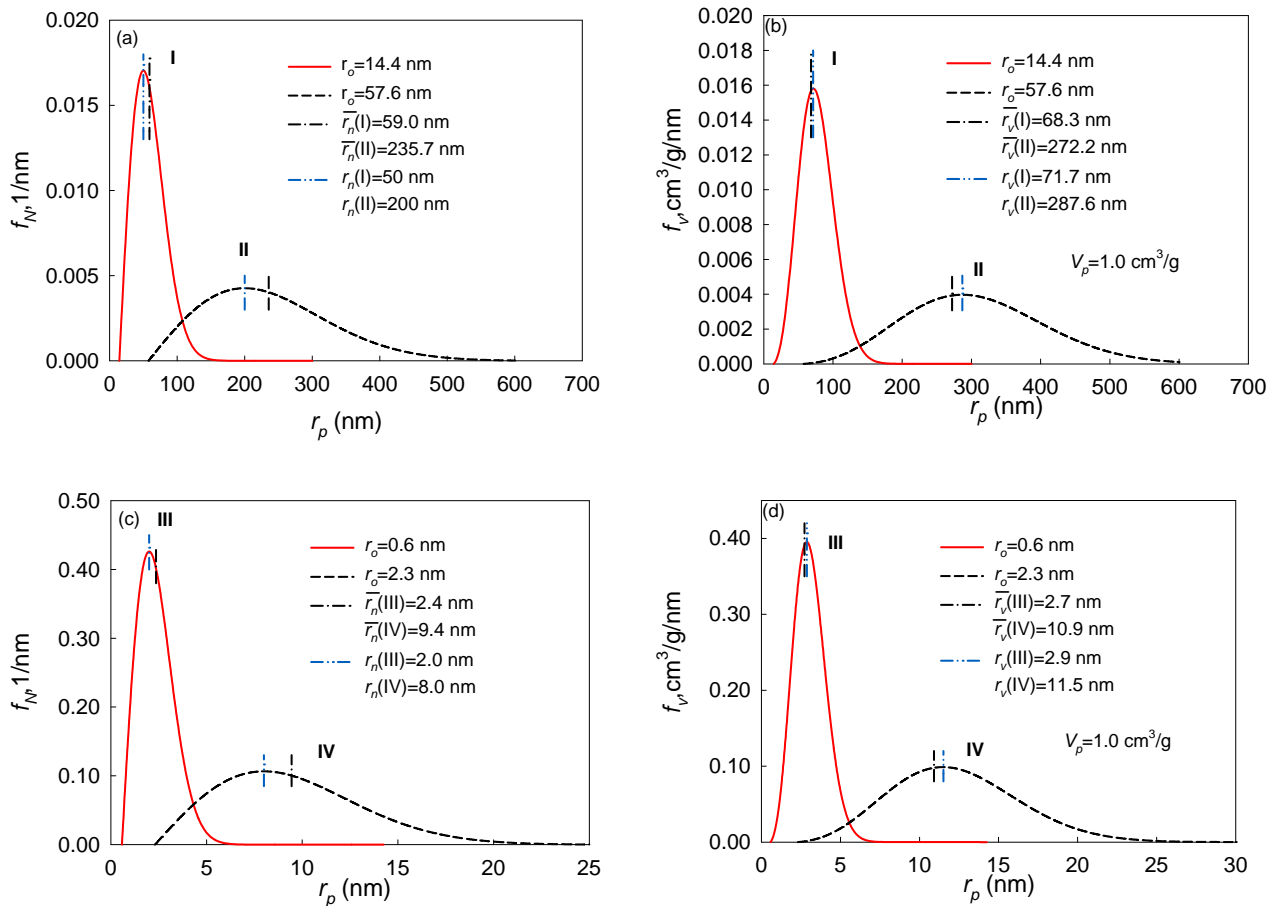 (a)
I
II
r_o=14.4 nm
r_o=57.6 nm
r̅_n(I)=59.0 nm
r̅_n(II)=235.7 nm
r_n(I)=50 nm
r_n(II)=200 nm
f_N,1/nm
0.020
0.015
0.010
0.005
0.000
0 100 200 300 400 500 600 700
r_p (nm)
(b)
I
II
r_o=14.4 nm
r_o=57.6 nm
r̅_v(I)=68.3 nm
r̅_v(II)=272.2 nm
r_v(I)=71.7 nm
r_v(II)=287.6 nm
V_p=1.0 cm³/g
f_v,cm³/g/nm
0.020
0.018
0.016
0.014
0.012
0.010
0.008
0.006
0.004
0.002
0.000
0 100 200 300 400 500 600 700
r_p (nm)
(c)
III
IV
r_o=0.6 nm
r_o=2.3 nm
r̅_n(III)=2.4 nm
r̅_n(IV)=9.4 nm
r_n(III)=2.0 nm
r_n(IV)=8.0 nm
f_N,1/nm
0.50
0.40
0.30
0.20
0.10
0.00
0 5 10 15 20 25
r_p (nm)
(d)
III
IV
r_o=0.6 nm
r_o=2.3 nm
r̅_v(III)=2.7 nm
r̅_v(IV)=10.9 nm
r_v(III)=2.9 nm
r_v(IV)=11.5 nm
V_p=1.0 cm³/g
f_v,cm³/g/nm
0.40
0.30
0.20
0.10
0.00
0 5 10 15 20 25 30
r_p (nm)